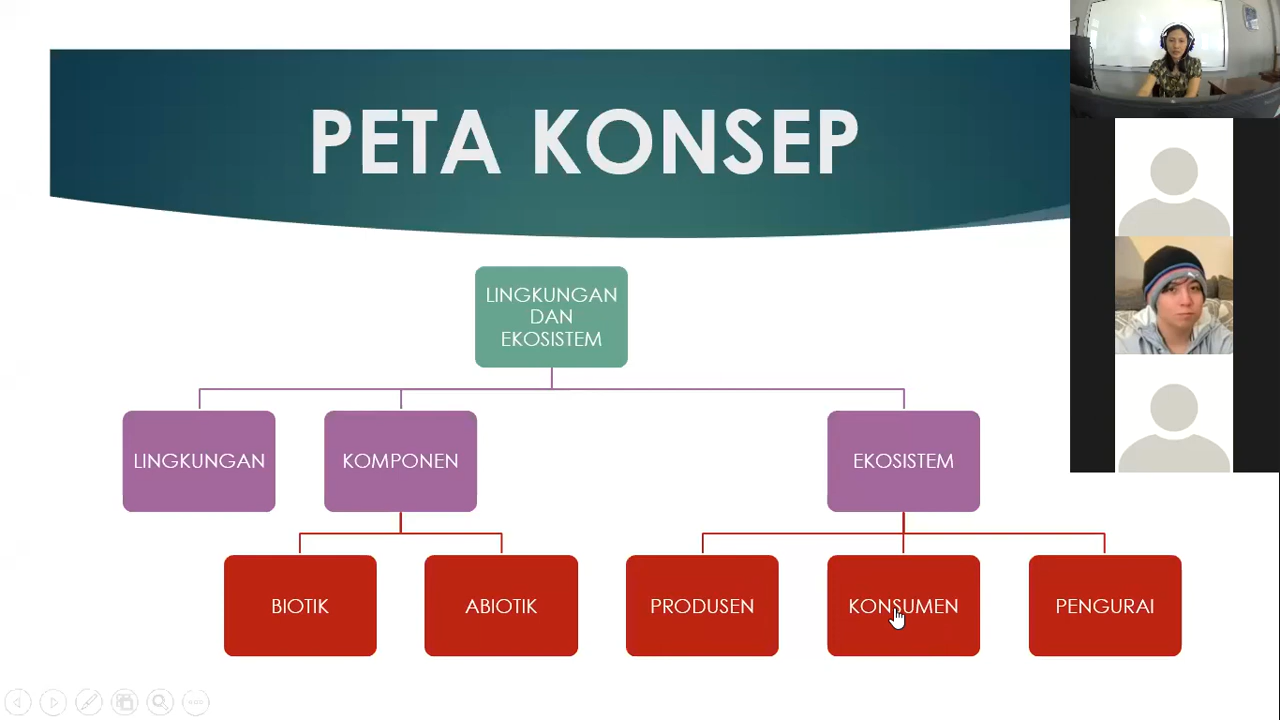 PETA KONSEP
LINGKUNGAN
DAN
EKOSISTEM
LINGKUNGAN
KOMPONEN
EKOSISTEM
BIOTIK
ABIOTIK
PRODUSEN
KONSUMEN
PENGURAI